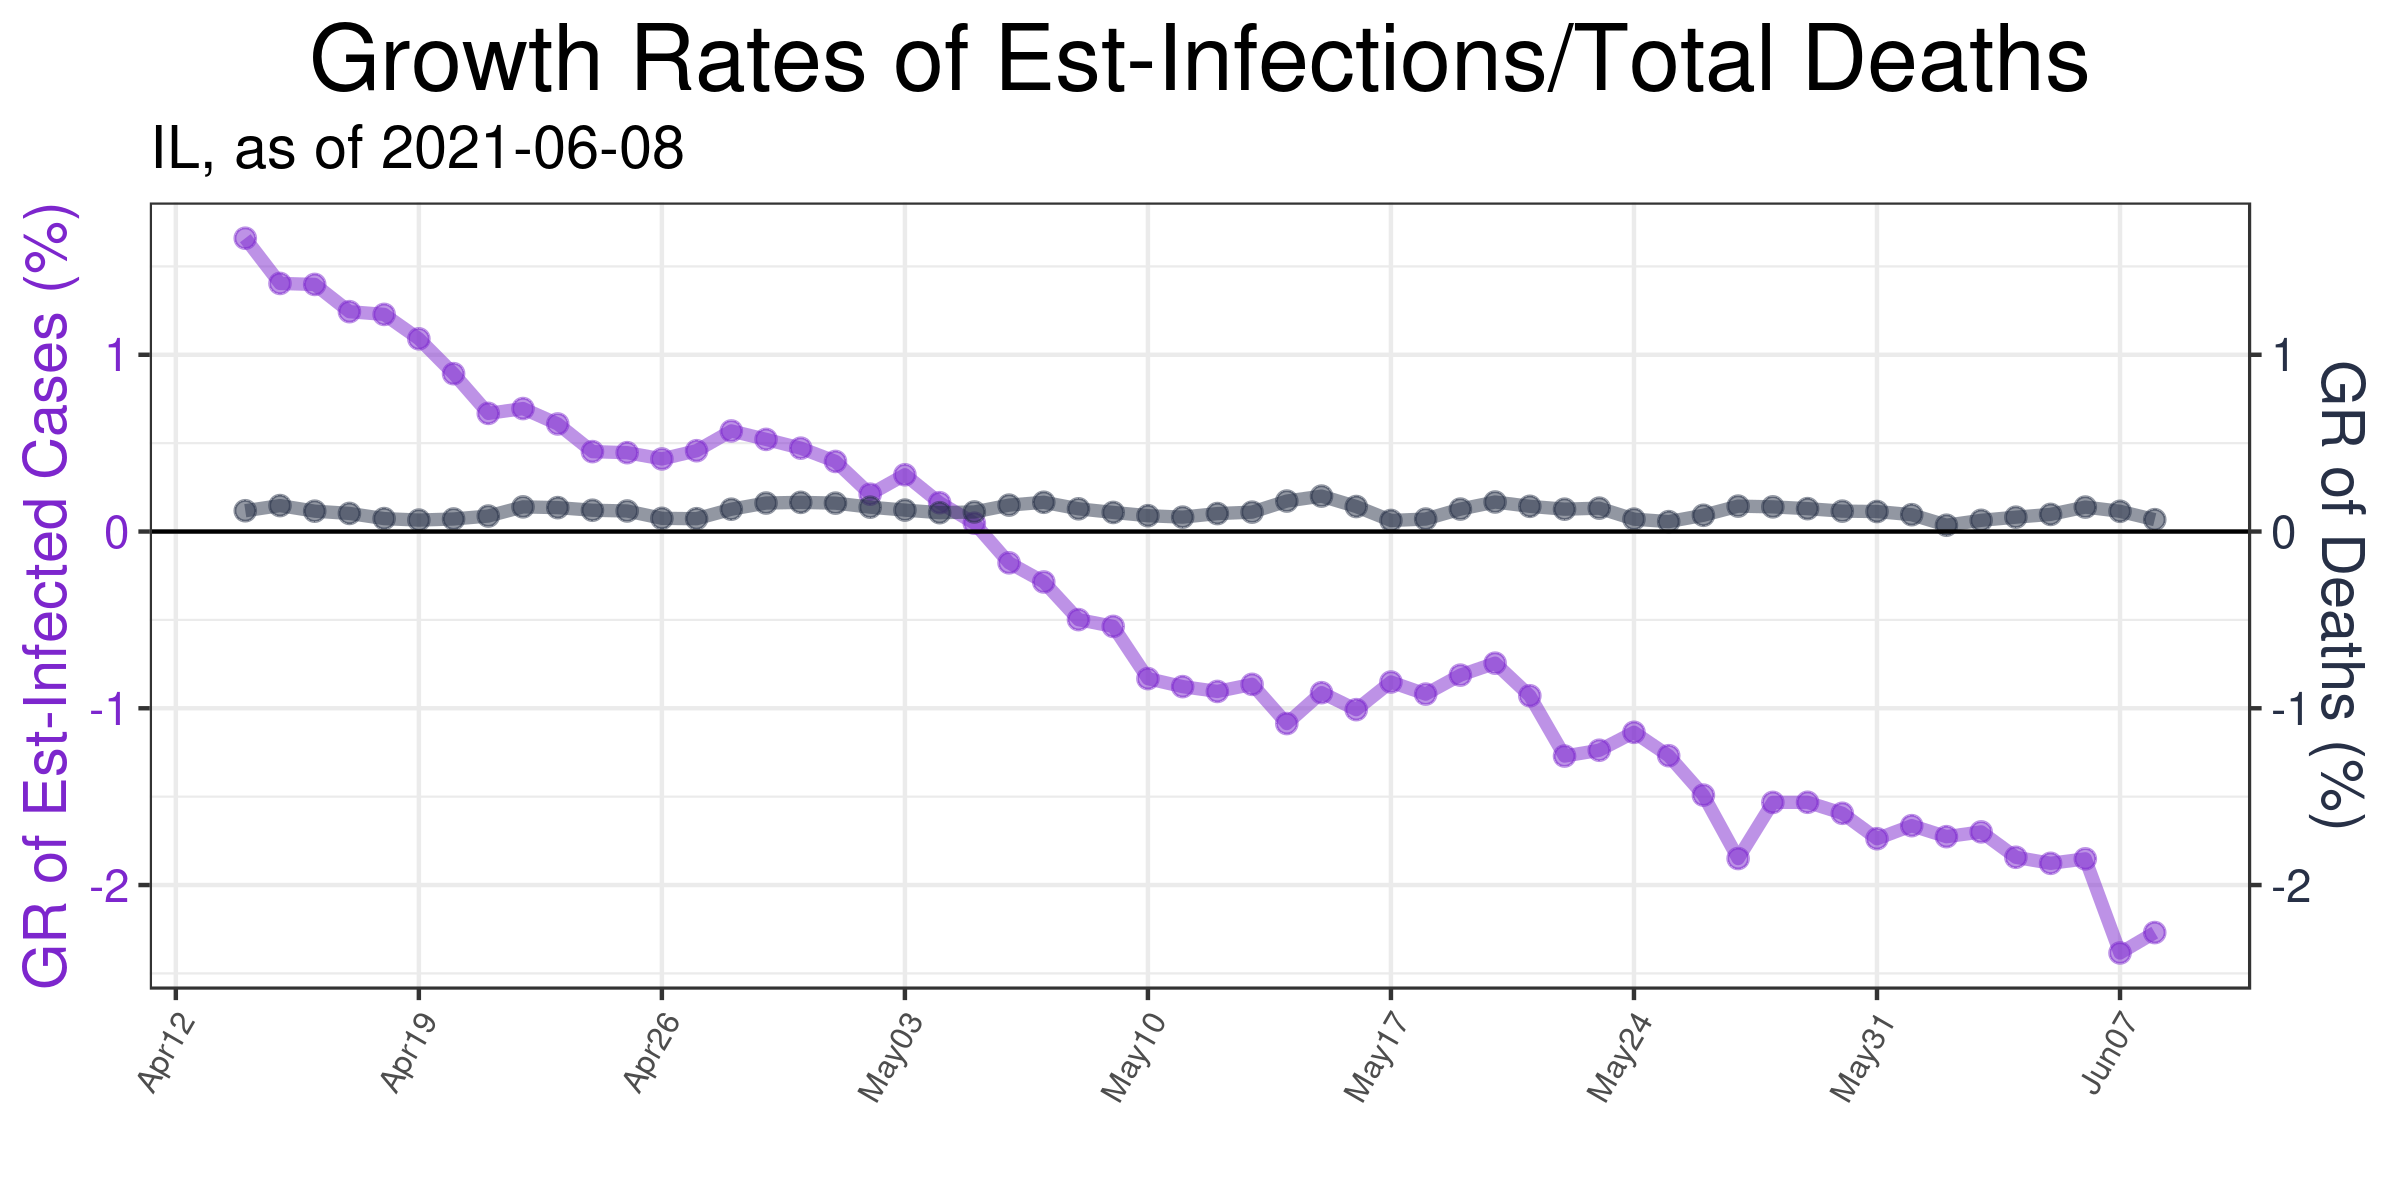 Growth Rates of Est-Infections/Total Deaths
IL, as of 2021-06-08
GR of Est-Infected Cases (%)
1
0
-1
-2
1
0
-1
-2
GR of Deaths (%)
Apr12
Apr19
Apr26
May03
May10
May17
May24
May31
Jun07